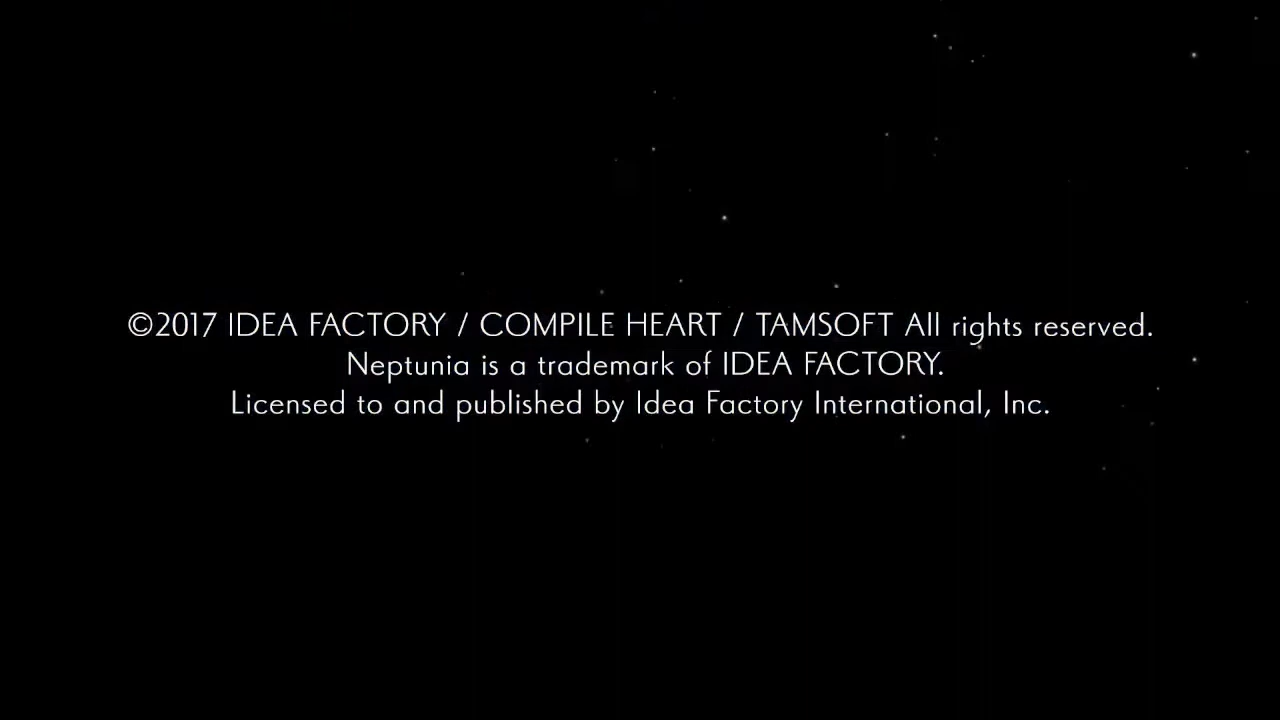 ©2017 IDEA FACTORY / COMPILE HEART / TAMSOFT All rights reserved.
Neptunia is a trademark of IDEA FACTORY.
Licensed to and published by Idea Factory International, Inc.